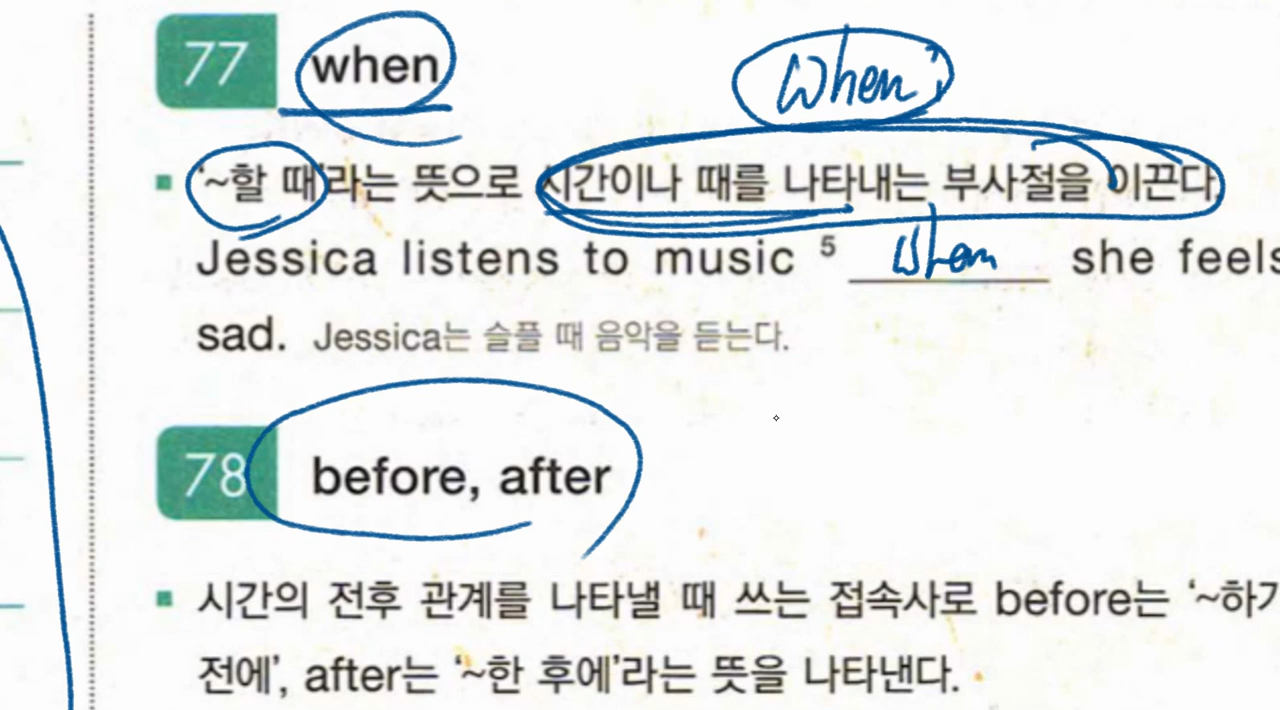 77 when
When
'~할 때'라는 뜻으로 시간이나 때를 나타내는 부사절을 이끈다.
Jessica listens to music ⁵ when she feels
sad. Jessica는 슬플 때 음악을 듣는다.
78 before, after
시간의 전후 관계를 나타낼 때 쓰는 접속사로 before는 '~하기
전에', after는 '~한 후에'라는 뜻을 나타낸다.